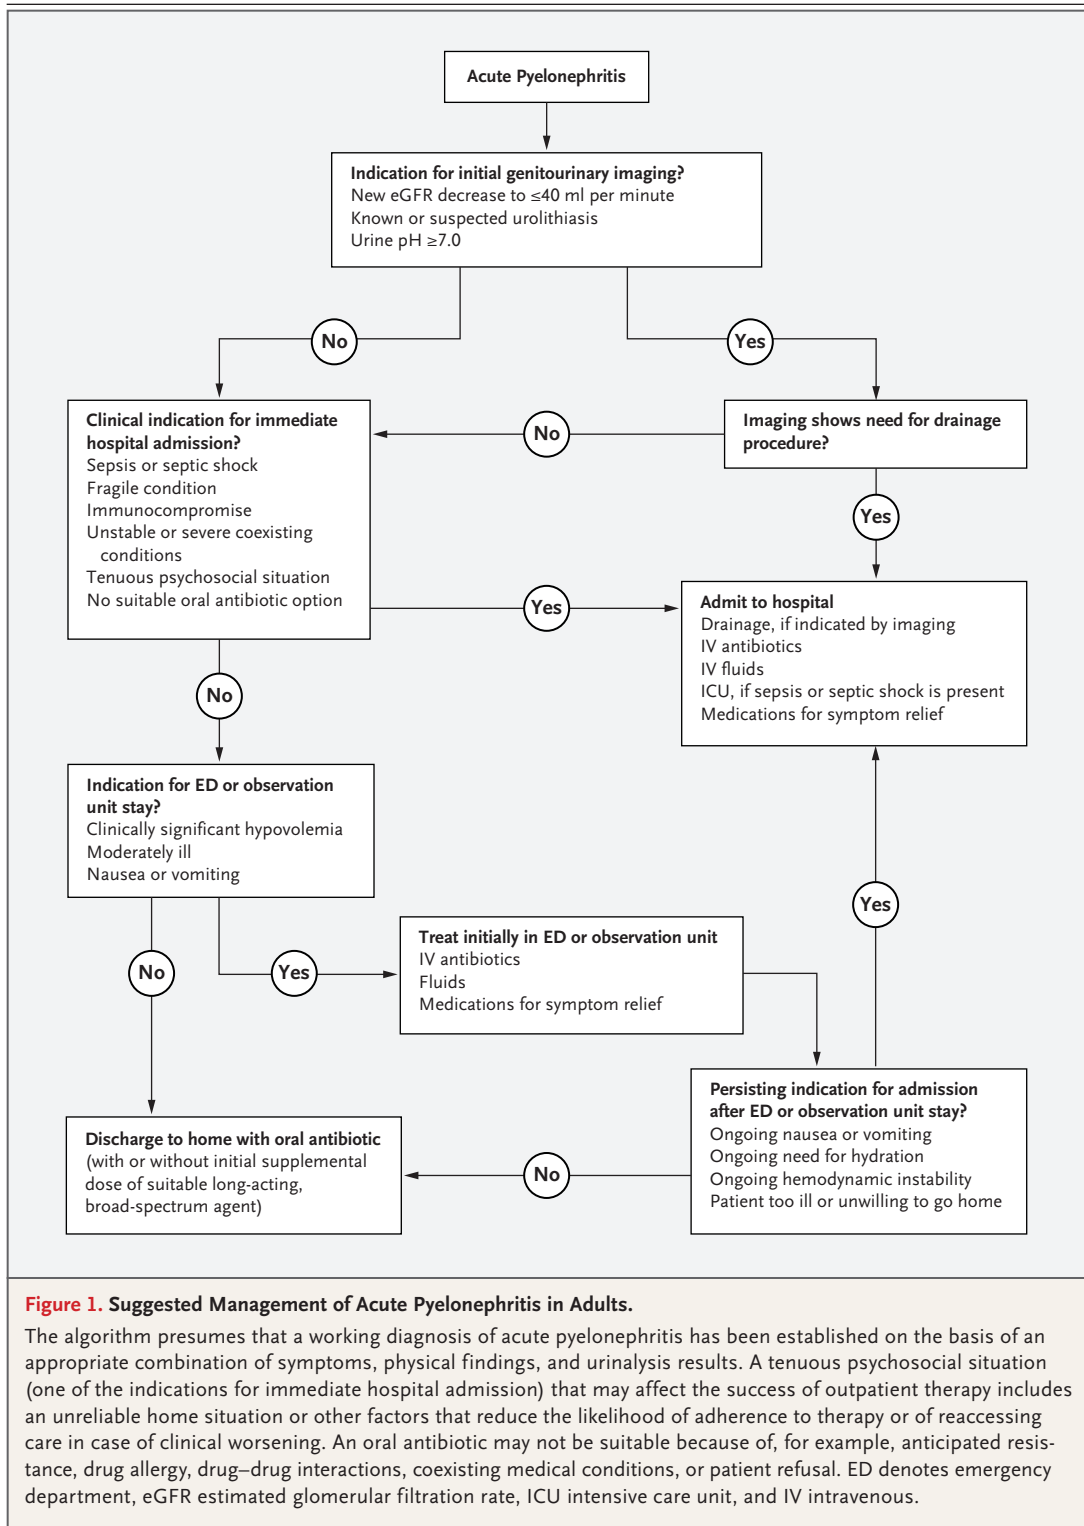 Acute Pyelonephritis
Indication for initial genitourinary imaging?
New eGFR decrease to ≤40 ml per minute
Known or suspected urolithiasis
Urine pH ≥7.0
No
Yes
Clinical indication for immediate
hospital admission?
Sepsis or septic shock
Fragile condition
Immunocompromise
Unstable or severe coexisting
conditions
Tenuous psychosocial situation
No suitable oral antibiotic option
No
Imaging shows need for drainage
procedure?
Yes
Yes
Admit to hospital
Drainage, if indicated by imaging
IV antibiotics
IV fluids
ICU, if sepsis or septic shock is present
Medications for symptom relief
No
Indication for ED or observation
unit stay?
Clinically significant hypovolemia
Moderately ill
Nausea or vomiting
No
Yes
Treat initially in ED or observation unit
IV antibiotics
Fluids
Medications for symptom relief
Yes
Persisting indication for admission
after ED or observation unit stay?
Ongoing nausea or vomiting
Ongoing need for hydration
Ongoing hemodynamic instability
Patient too ill or unwilling to go home
No
Discharge to home with oral antibiotic
(with or without initial supplemental
dose of suitable long-acting,
broad-spectrum agent)
Figure 1. Suggested Management of Acute Pyelonephritis in Adults.
The algorithm presumes that a working diagnosis of acute pyelonephritis has been established on the basis of an
appropriate combination of symptoms, physical findings, and urinalysis results. A tenuous psychosocial situation
(one of the indications for immediate hospital admission) that may affect the success of outpatient therapy includes
an unreliable home situation or other factors that reduce the likelihood of adherence to therapy or of reaccessing
care in case of clinical worsening. An oral antibiotic may not be suitable because of, for example, anticipated resis-
tance, drug allergy, drug–drug interactions, coexisting medical conditions, or patient refusal. ED denotes emergency
department, eGFR estimated glomerular filtration rate, ICU intensive care unit, and IV intravenous.